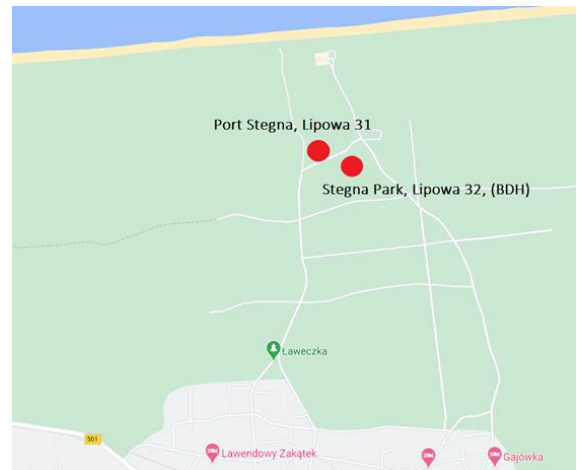 Port Stegna, Lipowa 31
Stegna Park, Lipowa 32, (BDH)
Ławeczka
501
Lawendowy Zakątek
Gajówka